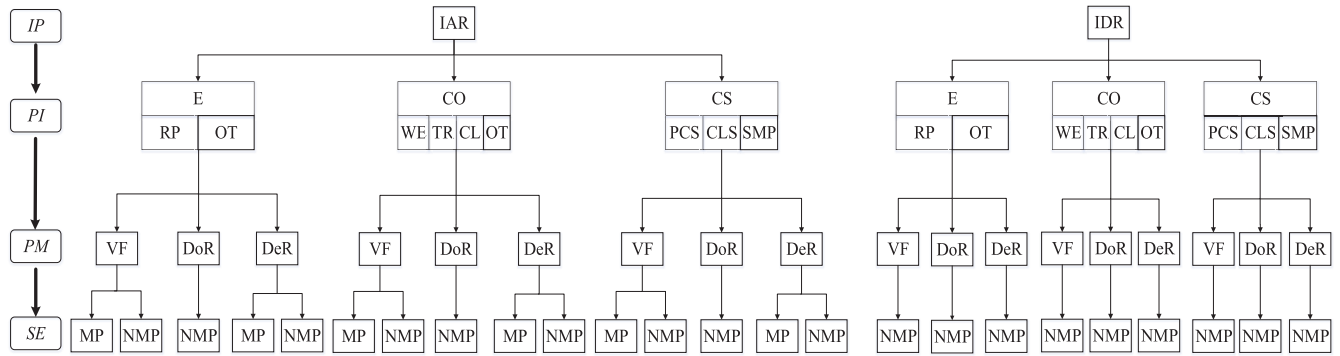 IP IAR IDR
PI E CO CS E CO CS
RP OT WE TR CL OT PCS CLS SMP RP OT WE TR CL OT PCS CLS SMP
PM VF DoR DeR VF DoR DeR VF DoR DeR VF DoR DeR VF DoR DeR VF DoR DeR
SE MP NMP NMP MP NMP MP NMP NMP MP NMP MP NMP NMP MP NMP NMP NMP NMP NMP NMP NMP NMP NMP NMP